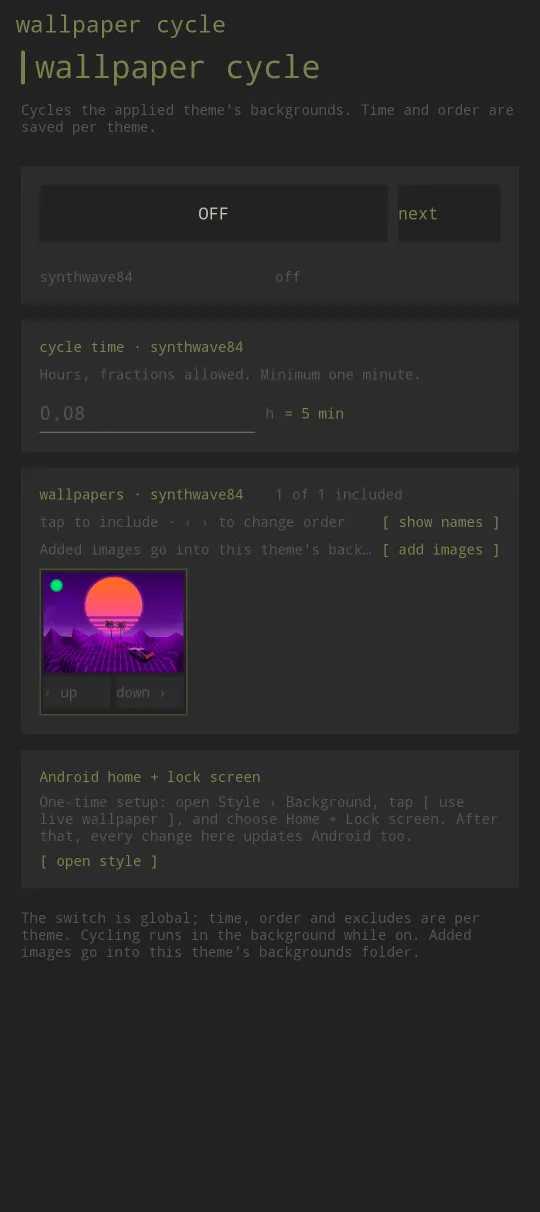 wallpaper cycle
wallpaper cycle
Cycles the applied theme's backgrounds. Time and order are
saved per theme.
OFF
next
synthwave84 off
cycle time · synthwave84
Hours, fractions allowed. Minimum one minute.
0.08 h = 5 min
wallpapers · synthwave84 1 of 1 included
tap to include · ‹ › to change order [ show names ]
Added images go into this theme's back… [ add images ]
‹ up down ›
Android home + lock screen
One-time setup: open Style › Background, tap [ use
live wallpaper ], and choose Home + Lock screen. After
that, every change here updates Android too.
[ open style ]
The switch is global; time, order and excludes are per
theme. Cycling runs in the background while on. Added
images go into this theme's backgrounds folder.